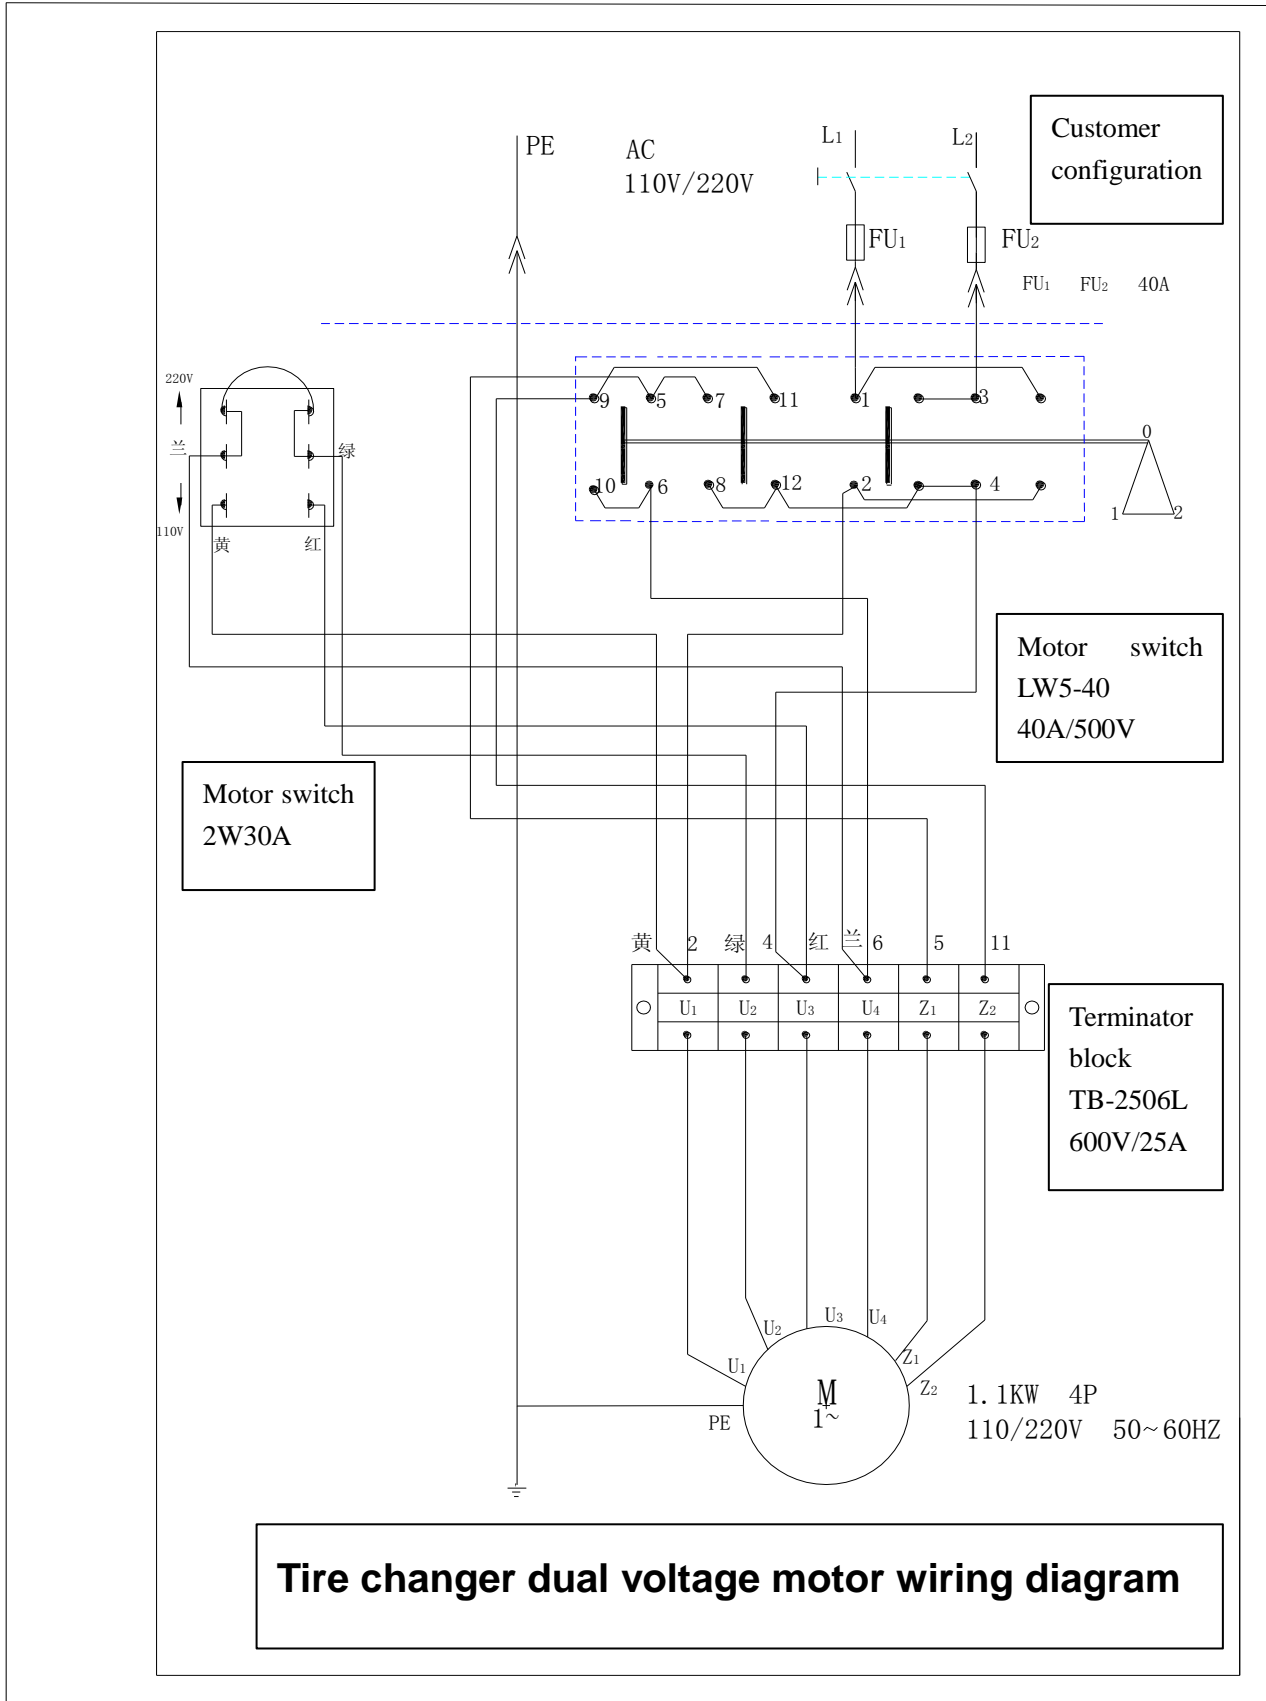 PE
AC
110V/220V
L1
L2
Customer
configuration
FU1
FU2
FU1 FU2 40A
220V
兰
绿
110V
黄
红
9
5
7
11
1
3
10
6
8
12
2
4
0
1
2
Motor switch
LW5-40
40A/500V
Motor switch
2W30A
黄 2 绿 4 红 兰 6 5 11
U1 U2 U3 U4 Z1 Z2
Terminator
block
TB-2506L
600V/25A
U1
U2
U3
U4
Z1
Z2
PE
M
1~
1.1KW 4P
110/220V 50~60HZ
Tire changer dual voltage motor wiring diagram